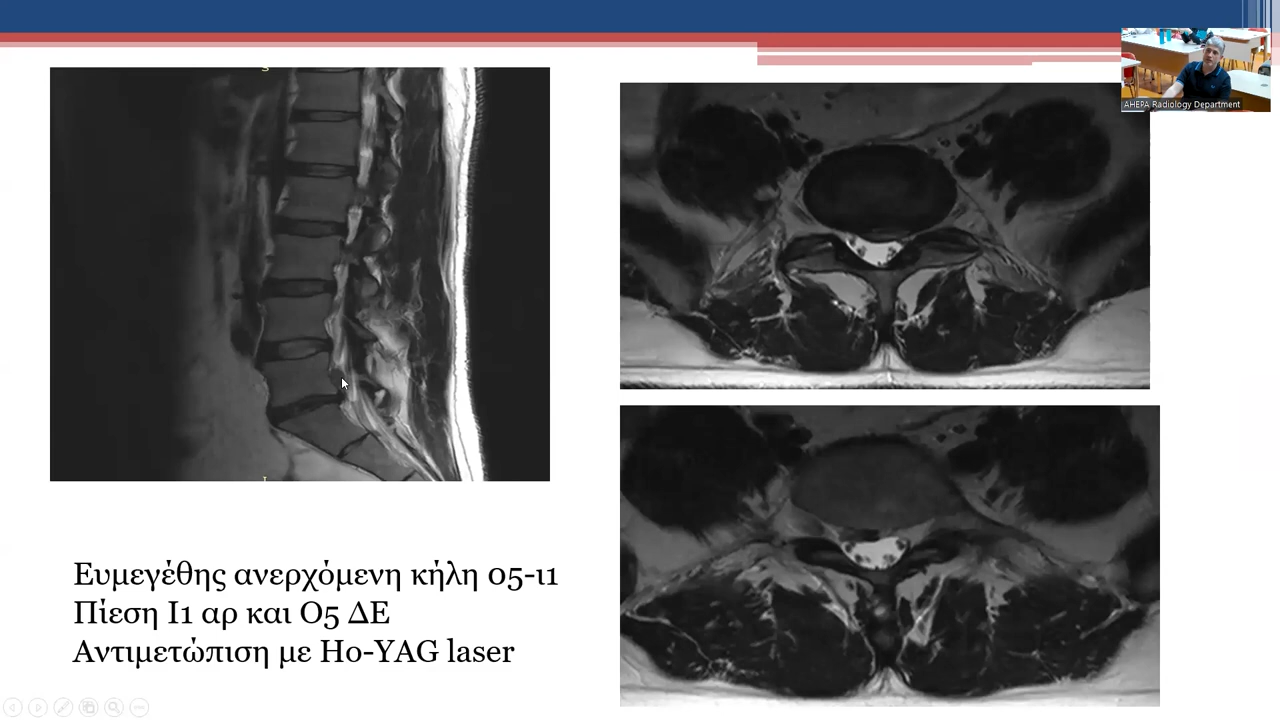 S
AHEPA Radiology Department
I
Ευμεγέθης ανερχόμενη κήλη ο5-ι1
Πίεση Ι1 αρ και Ο5 ΔΕ
Αντιμετώπιση με Ho-YAG laser